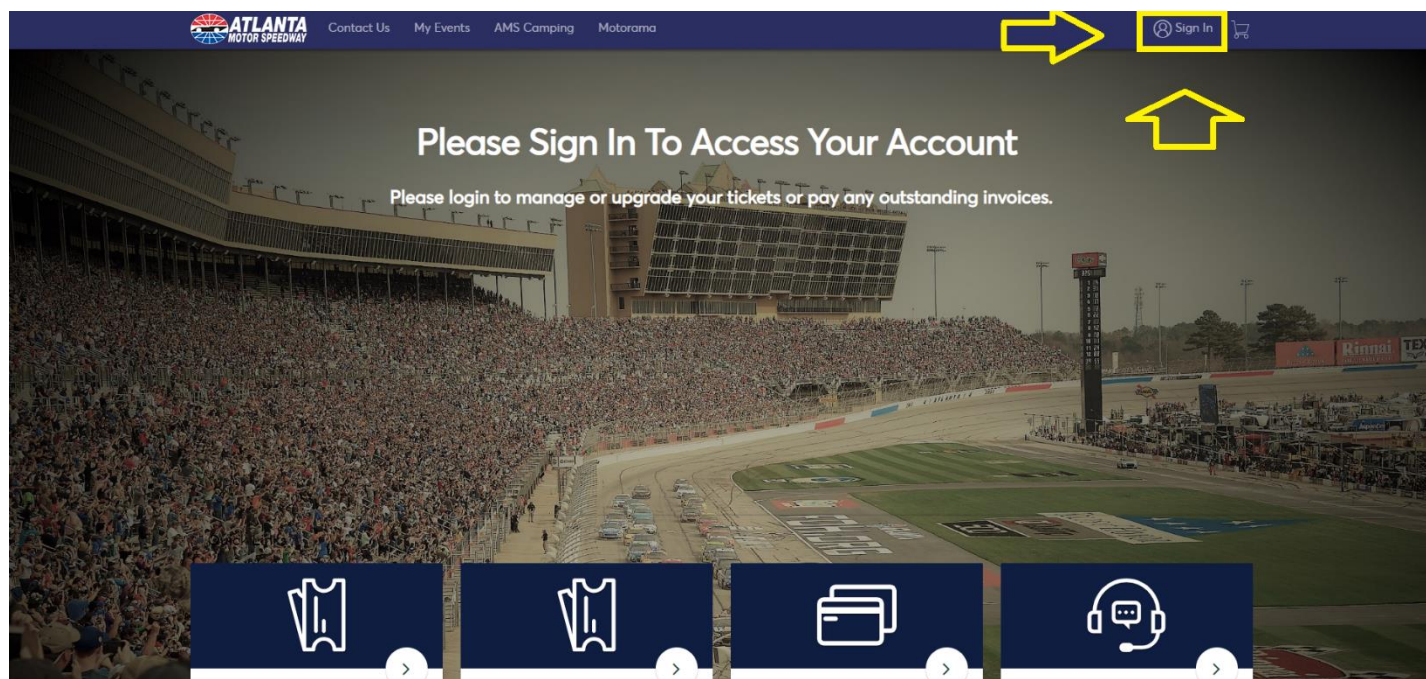 ATLANTA
MOTOR SPEEDWAY
Contact Us
My Events
AMS Camping
Motorama
Sign In
Please Sign In To Access Your Account
Please login to manage or upgrade your tickets or pay any outstanding invoices.
Rinnai